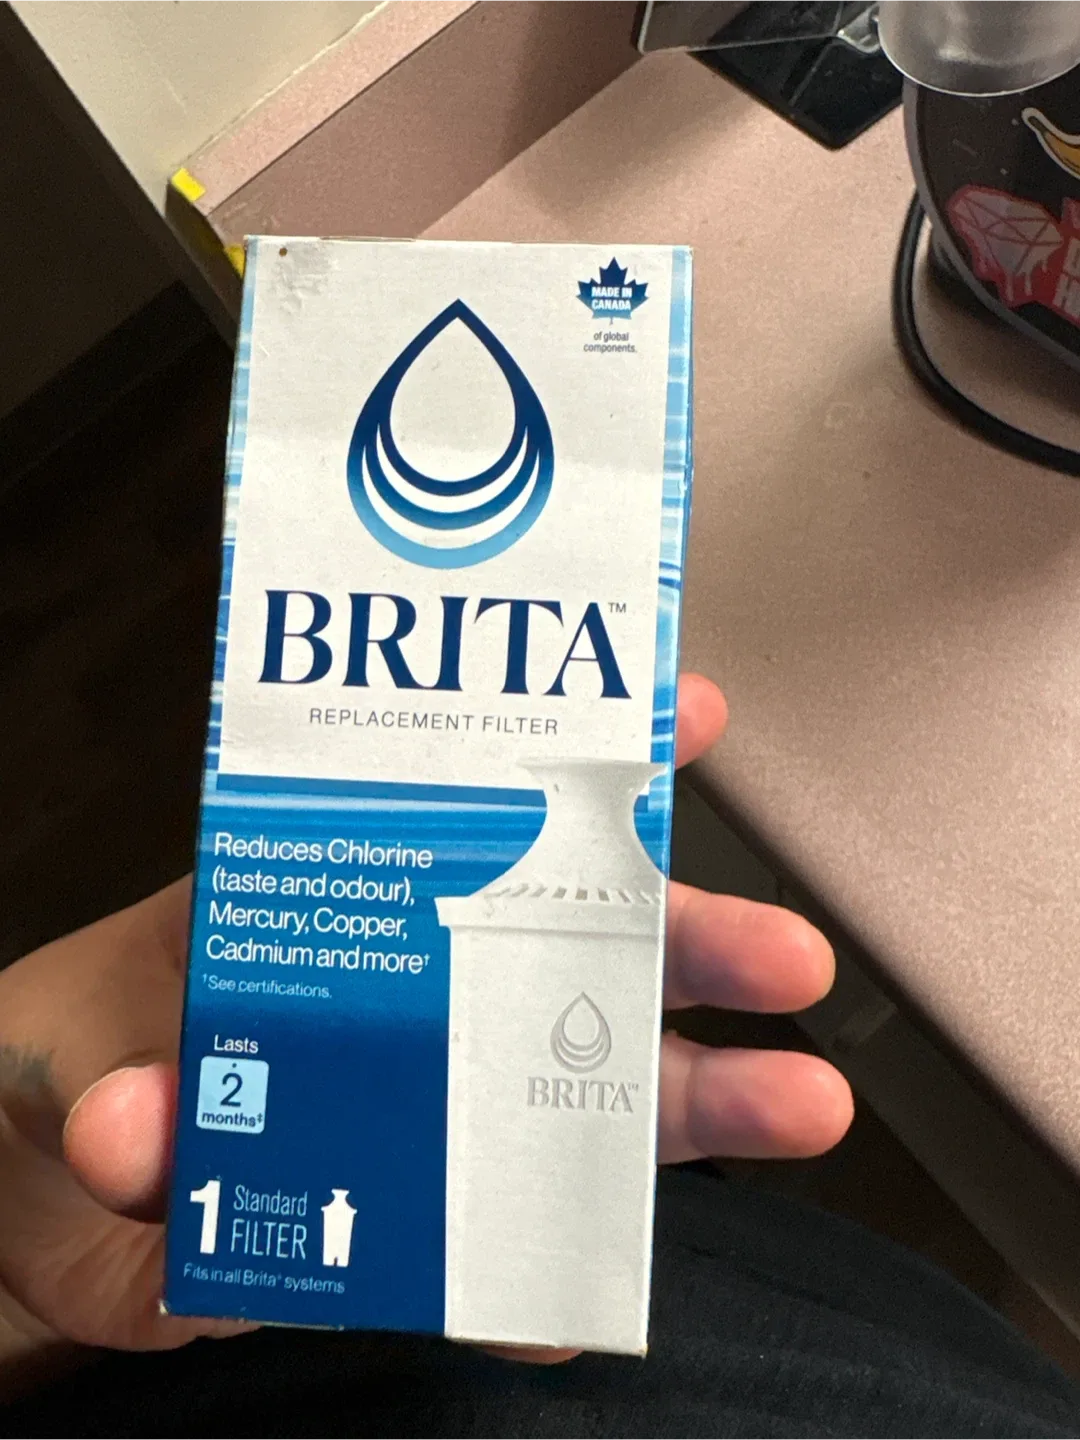 MADE IN
CANADA
of global
components.
BRITA™
REPLACEMENT FILTER
Reduces Chlorine
(taste and odour),
Mercury, Copper,
Cadmium and more†
†See certifications.
Lasts
2
months‡
1 Standard
FILTER
Fits in all Brita® systems
BRITA™